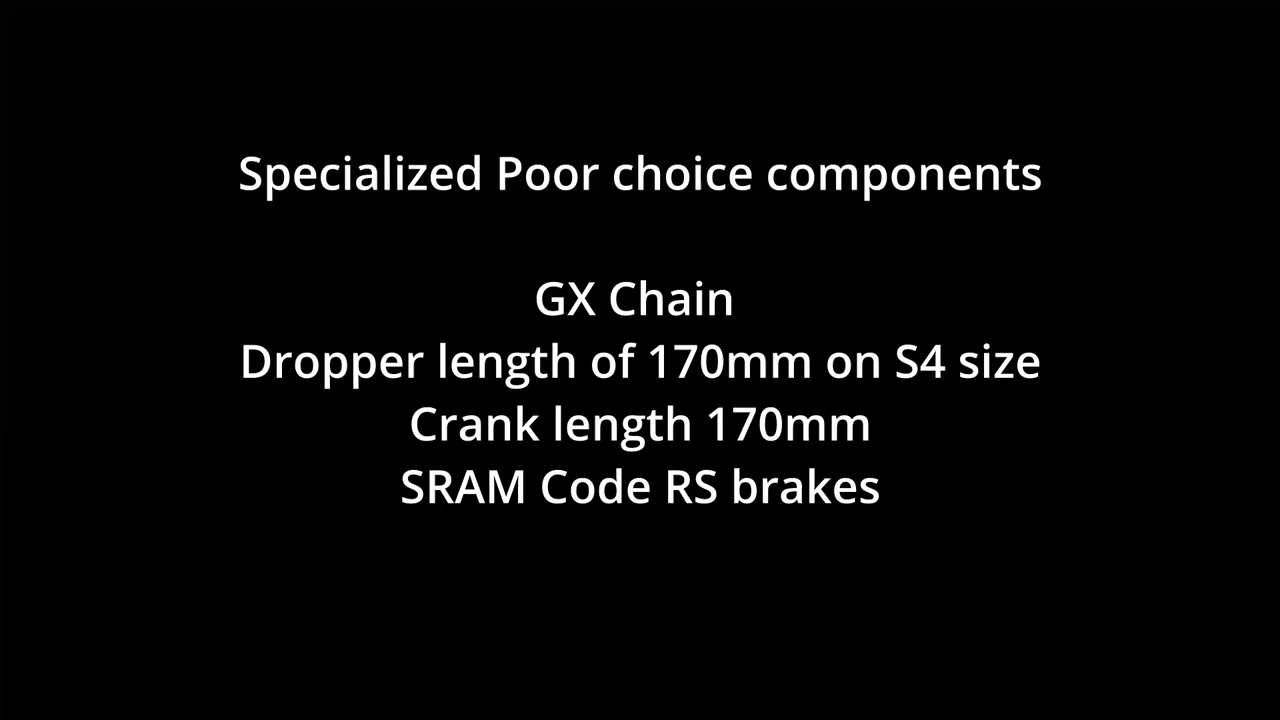 Specialized Poor choice components
GX Chain
Dropper length of 170mm on S4 size
Crank length 170mm
SRAM Code RS brakes